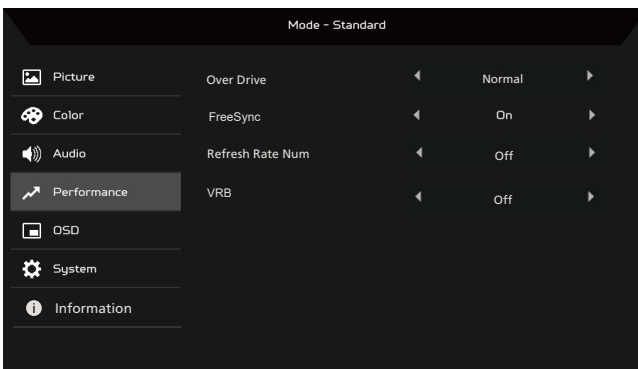 Mode - Standard
Picture
Over Drive Normal
Color
FreeSync On
Audio
Refresh Rate Num Off
Performance
VRB Off
OSD
System
Information